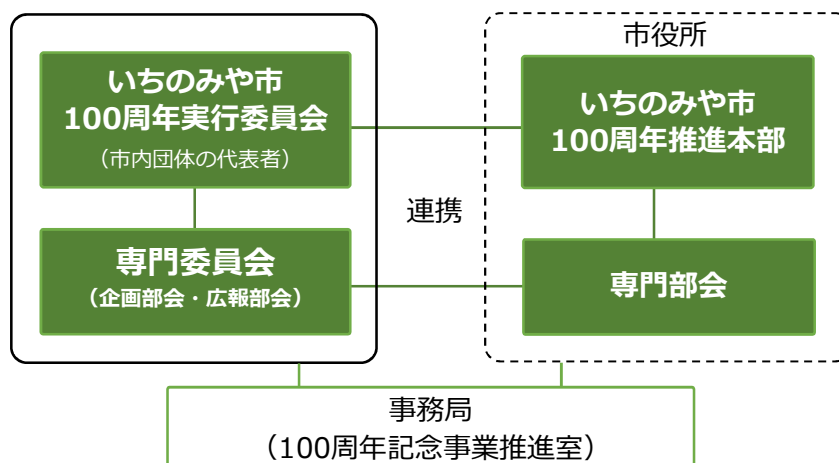 市役所
いちのみや市
100周年実行委員会
（市内団体の代表者）
いちのみや市
100周年推進本部
連携
専門委員会
（企画部会・広報部会）
専門部会
事務局
（100周年記念事業推進室）